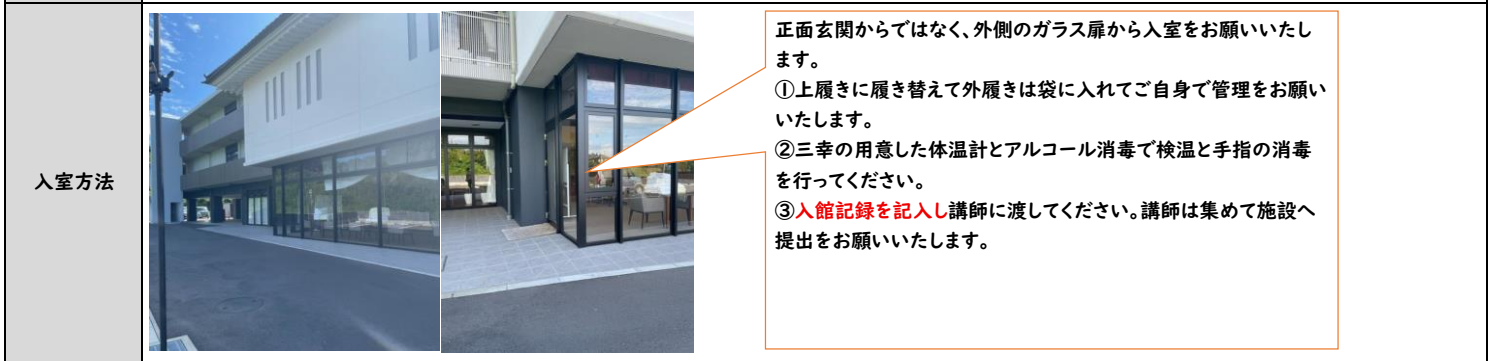 入室方法
正面玄関からではなく、外側のガラス扉から入室をお願いいたし
ます。
①上履きに履き替えて外履きは袋に入れてご自身で管理をお願い
いたします。
②三幸の用意した体温計とアルコール消毒で検温と手指の消毒
を行ってください。
③入館記録を記入し講師に渡してください。講師は集めて施設へ
提出をお願いいたします。